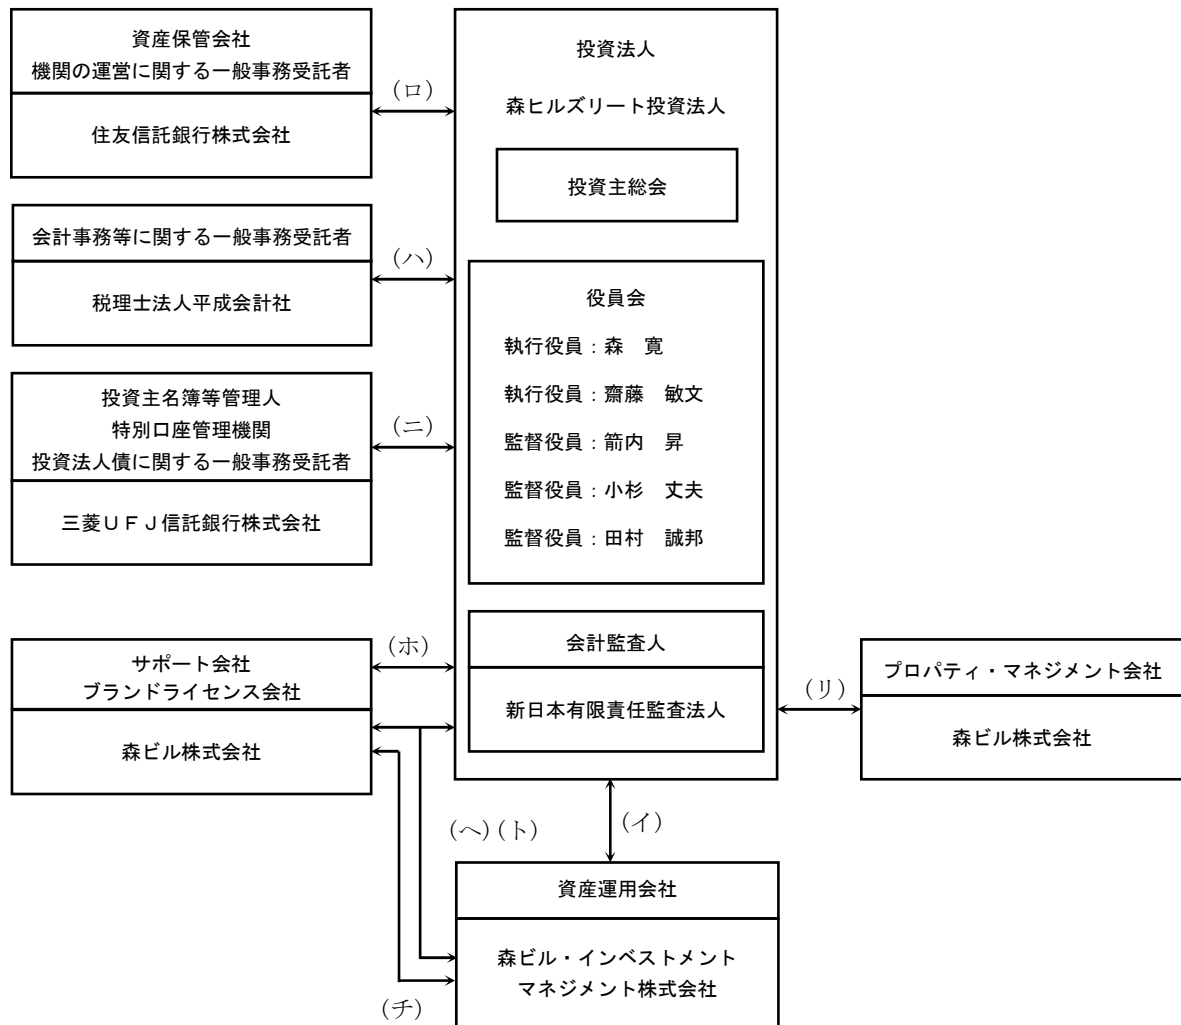 資産保管会社
機関の運営に関する一般事務受託者
住友信託銀行株式会社
(ロ)
会計事務等に関する一般事務受託者
税理士法人平成会計社
(ハ)
投資主名簿等管理人
特別口座管理機関
投資法人債に関する一般事務受託者
三菱UFJ信託銀行株式会社
(ニ)
サポート会社
ブランドライセンス会社
森ビル株式会社
(ホ)
投資法人
森ヒルズリート投資法人
投資主総会
役員会
執行役員：森　寛
執行役員：齋藤　敏文
監督役員：箭内　昇
監督役員：小杉　丈夫
監督役員：田村　誠邦
会計監査人
新日本有限責任監査法人
(リ)
プロパティ・マネジメント会社
森ビル株式会社
(ヘ)(ト)
(イ)
資産運用会社
森ビル・インベストメント
マネジメント株式会社
(チ)